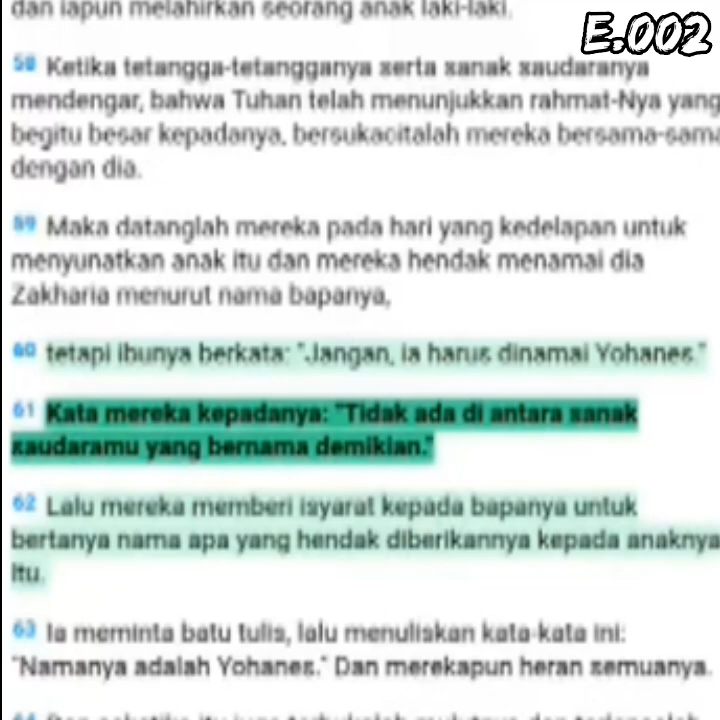 dan iapun melahirkan seorang anak laki-laki.
E.002
58 Ketika tetangga-tetangganya serta sanak saudaranya
mendengar, bahwa Tuhan telah menunjukkan rahmat-Nya yang
begitu besar kepadanya, bersukacitalah mereka bersama-sama
dengan dia.
59 Maka datanglah mereka pada hari yang kedelapan untuk
menyunatkan anak itu dan mereka hendak menamai dia
Zakharia menurut nama bapanya,
60 tetapi ibunya berkata: "Jangan, ia harus dinamai Yohanes."
61 Kata mereka kepadanya: "Tidak ada di antara sanak
saudaramu yang bernama demikian."
62 Lalu mereka memberi isyarat kepada bapanya untuk
bertanya nama apa yang hendak diberikannya kepada anaknya
itu.
63 Ia meminta batu tulis, lalu menuliskan kata-kata ini:
"Namanya adalah Yohanes." Dan merekapun heran semuanya.